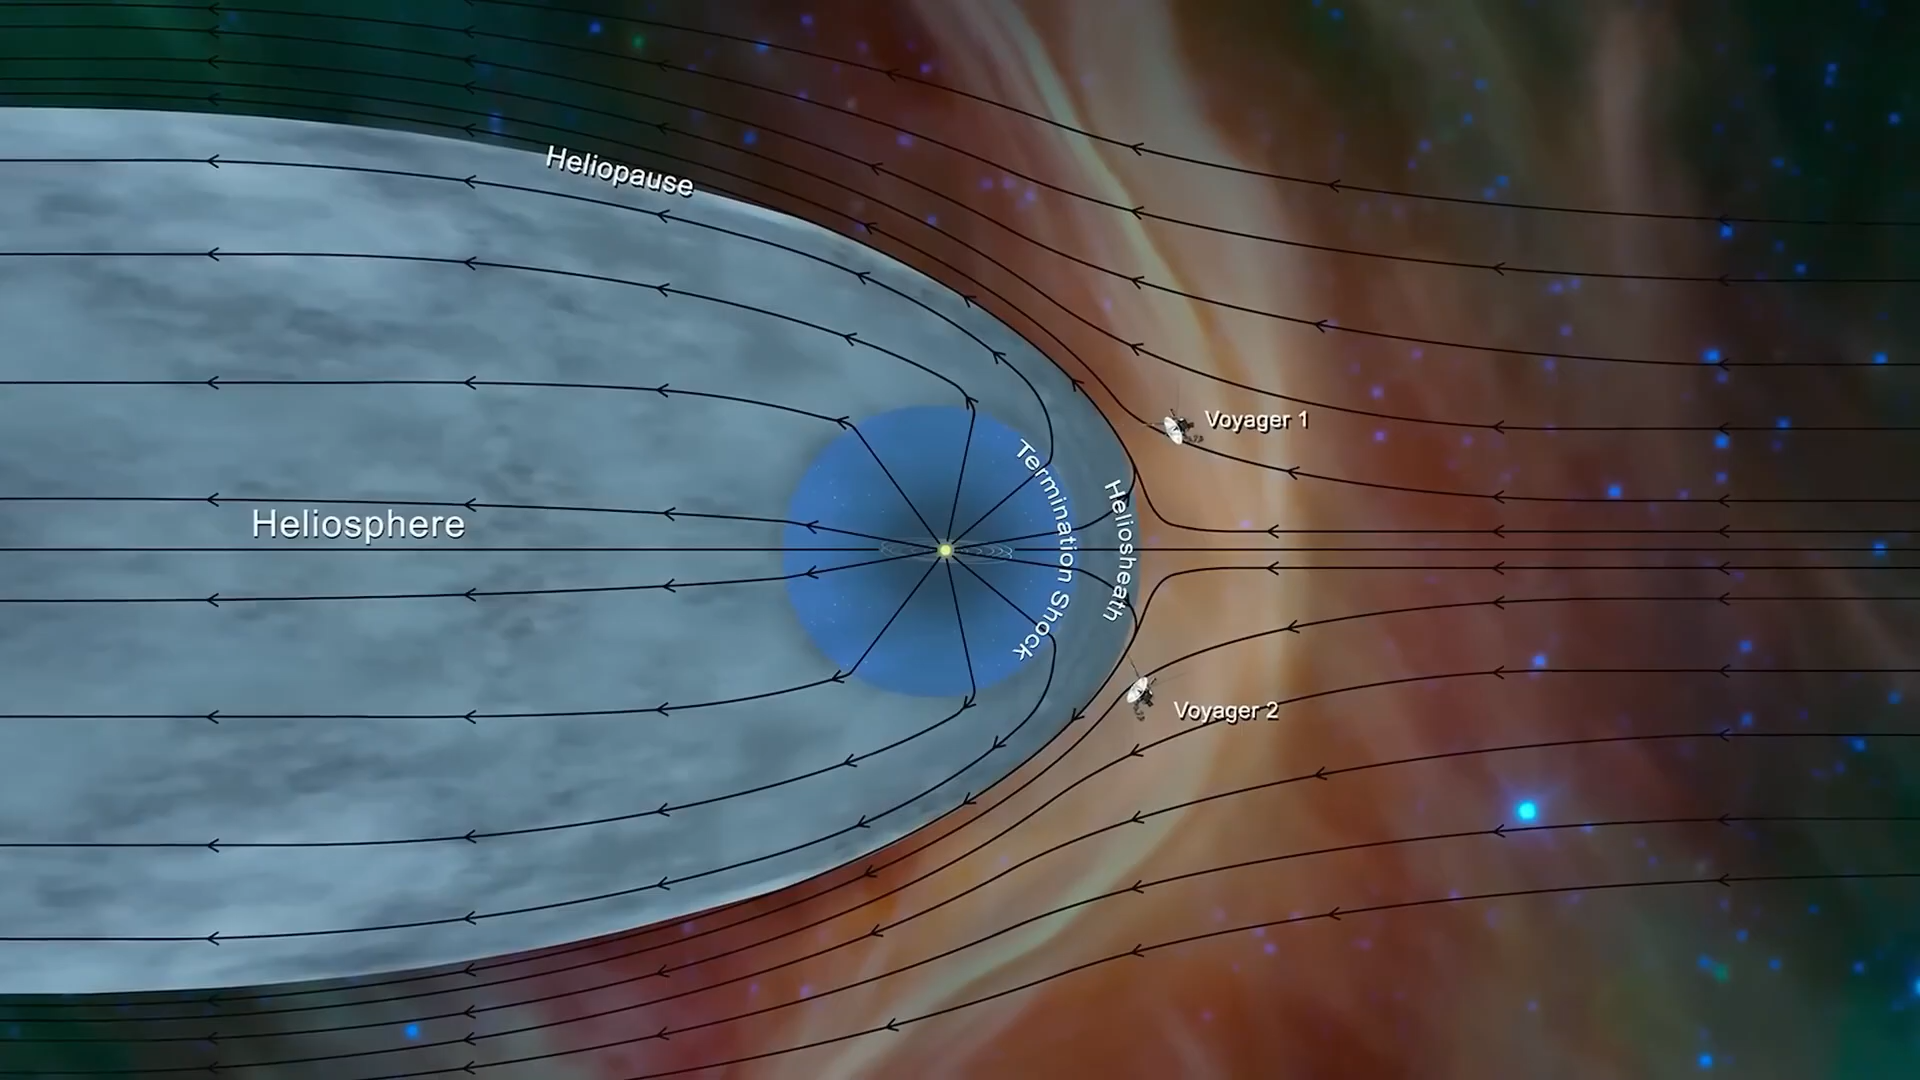 Heliopause
Voyager 1
Termination Shock
Heliosheath
Heliosphere
Voyager 2